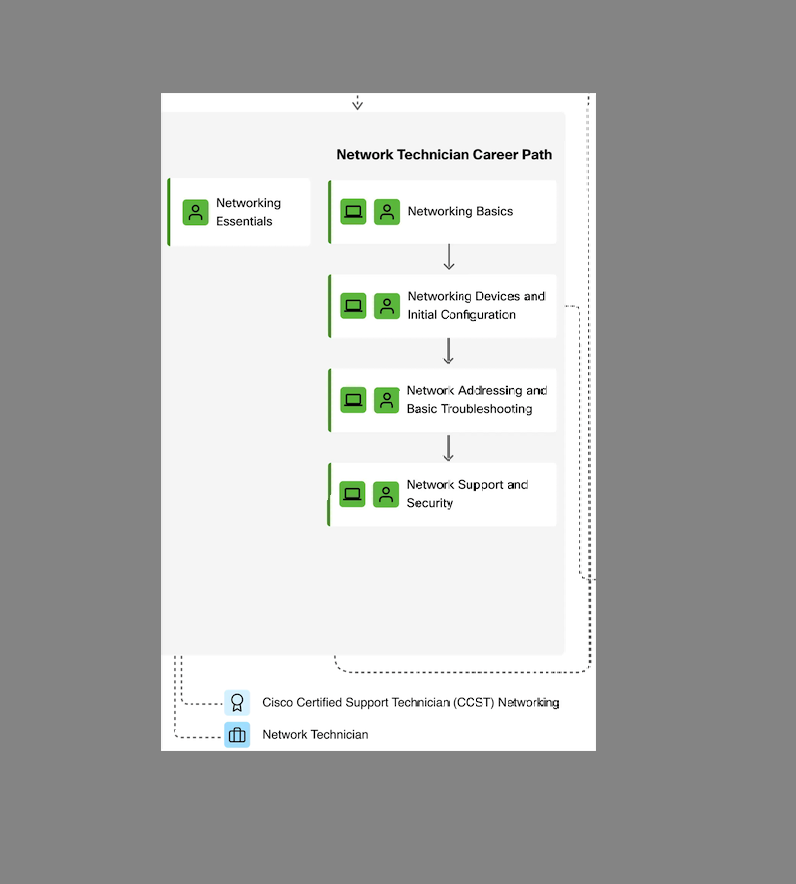 Network Technician Career Path
Networking
Essentials
Networking Basics
Networking Devices and
Initial Configuration
Network Addressing and
Basic Troubleshooting
Network Support and
Security
Cisco Certified Support Technician (CCST) Networking
Network Technician